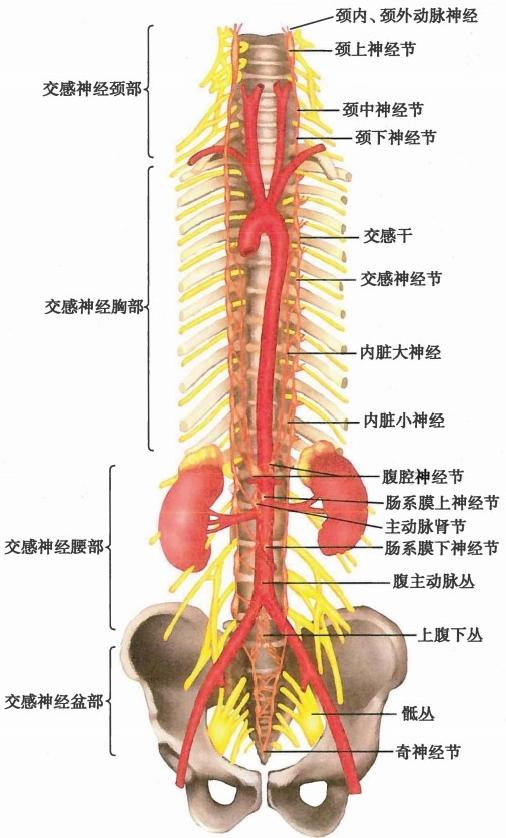 颈内、颈外动脉神经
颈上神经节
交感神经颈部
颈中神经节
颈下神经节
交感干
交感神经节
交感神经胸部
内脏大神经
内脏小神经
腹腔神经节
肠系膜上神经节
主动脉肾节
交感神经腰部
肠系膜下神经节
腹主动脉丛
上腹下丛
交感神经盆部
骶丛
奇神经节